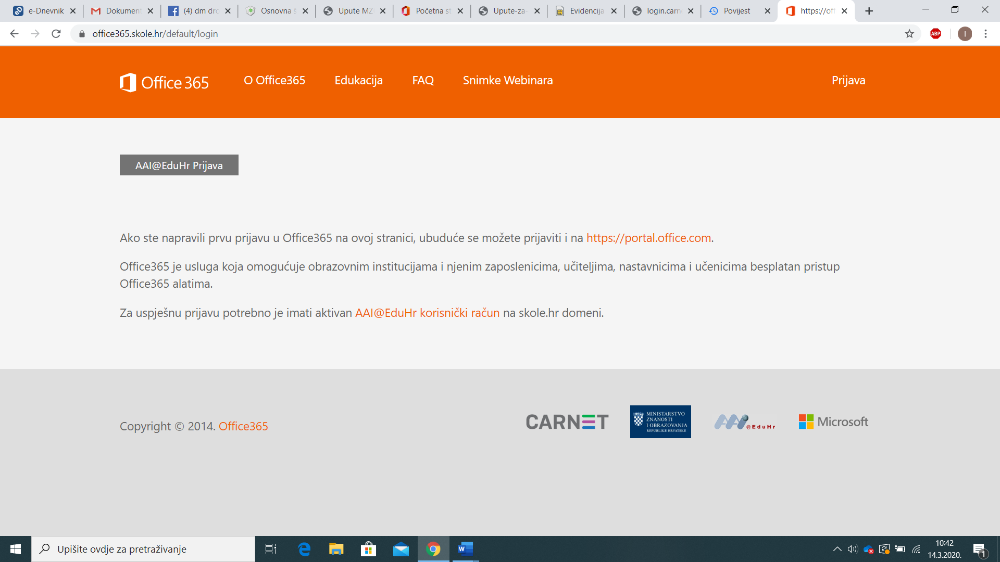 e-Dnevnik
Dokument
(4) dm dro
Osnovna š
Upute MZ
Početna st
Upute-za-
Evidencija
login.carn
Povijest
https://off
office365.skole.hr/default/login
ABP
I
Office 365
O Office365
Edukacija
FAQ
Snimke Webinara
Prijava
AAI@EduHr Prijava
Ako ste napravili prvu prijavu u Office365 na ovoj stranici, ubuduće se možete prijaviti i na https://portal.office.com.
Office365 je usluga koja omogućuje obrazovnim institucijama i njenim zaposlenicima, učiteljima, nastavnicima i učenicima besplatan pristup
Office365 alatima.
Za uspješnu prijavu potrebno je imati aktivan AAI@EduHr korisnički račun na skole.hr domeni.
Copyright © 2014. Office365
CARNET
MINISTARSTVO
ZNANOSTI
I OBRAZOVANJA
REPUBLIKE HRVATSKE
AAI
@EduHr
Microsoft
Upišite ovdje za pretraživanje
W
10:42
14.3.2020.
1